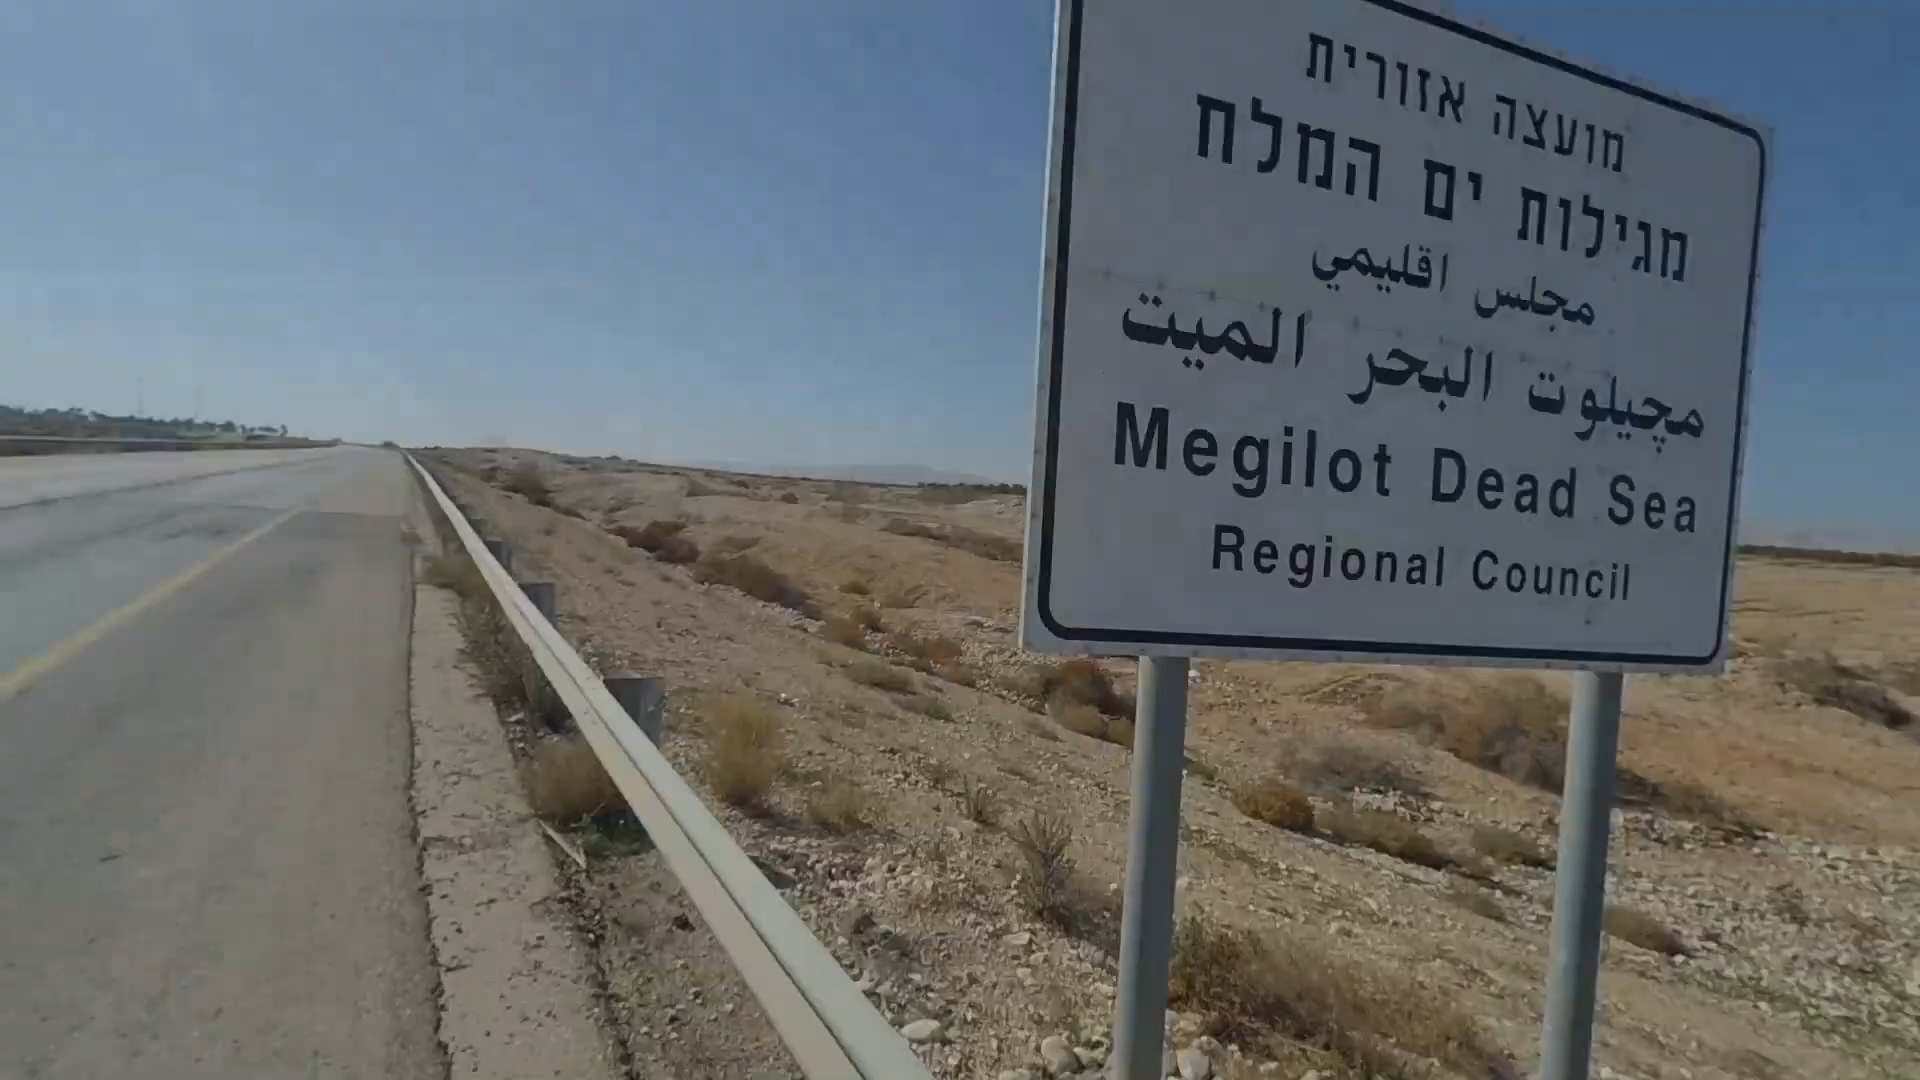 מועצה אזורית
מגילות ים המלח
مجلس اقليمي
مچيلوت البحر الميت
Megilot Dead Sea
Regional Council